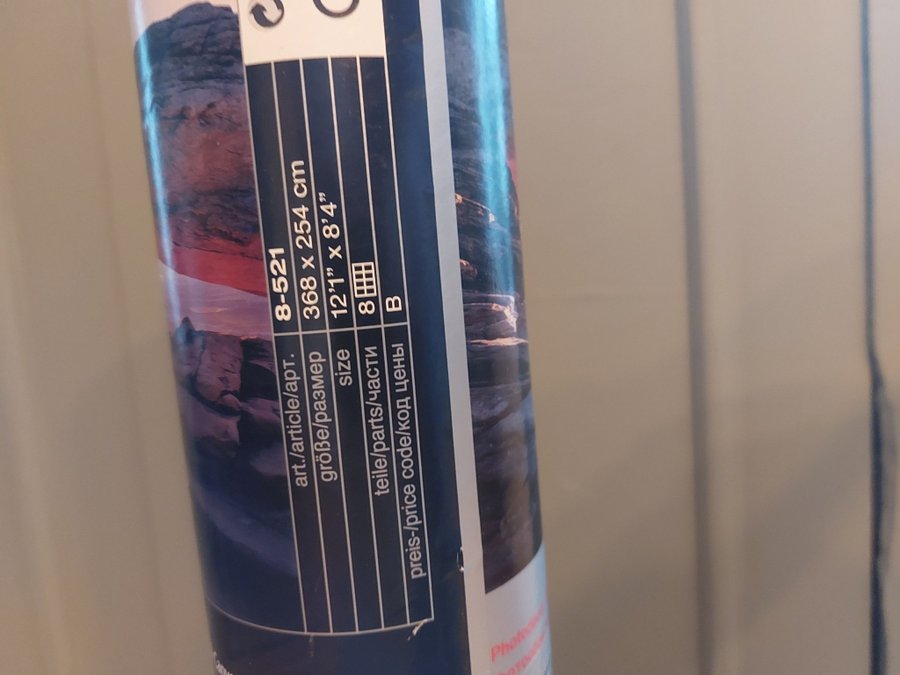 art./article/арт. 8-521
größe/размер 368 x 254 cm
size 12'1” x 8'4”
teile/parts/части 8
preis-/price code/код цены B